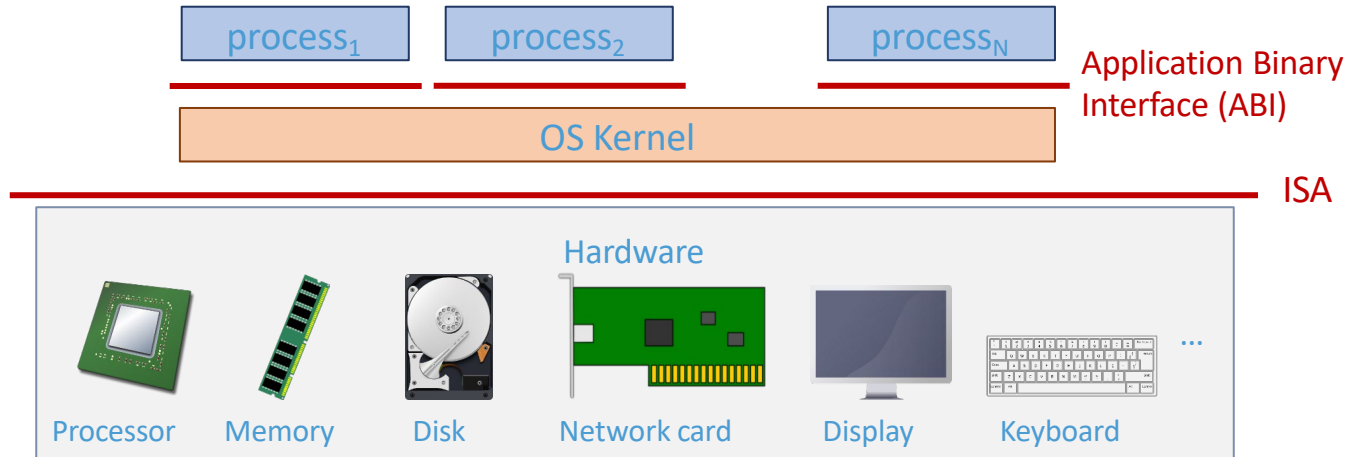 process₁ process₂ processN
Application Binary
Interface (ABI)
OS Kernel
ISA
Hardware
...
Processor Memory Disk Network card Display Keyboard